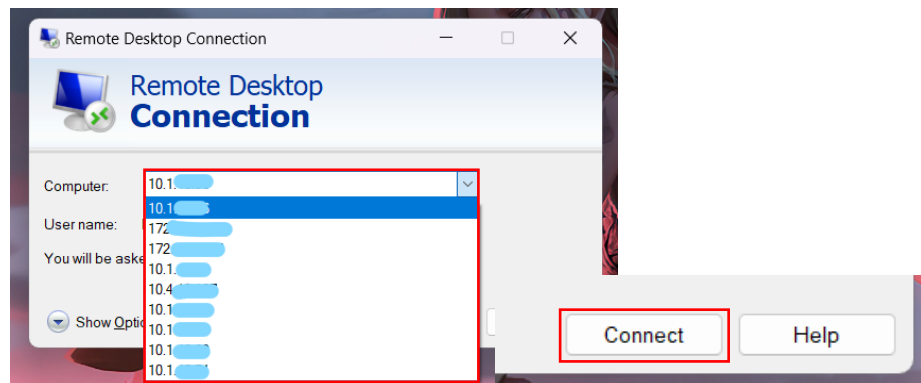 Remote Desktop Connection
Remote Desktop
Connection
Computer:
10.1.
10.1
User name:
172
172
You will be aske
10.1.
10.4
10.1
Show Optio
10.1
10.1
10.1.
Connect
Help